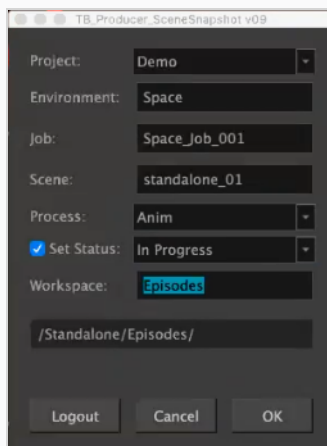 TB_Producer_SceneSnapshot v09
Project: Demo
Environment: Space
Job: Space_Job_001
Scene: standalone_01
Process: Anim
Set Status: In Progress
Workspace: Episodes
/Standalone/Episodes/
Logout Cancel OK